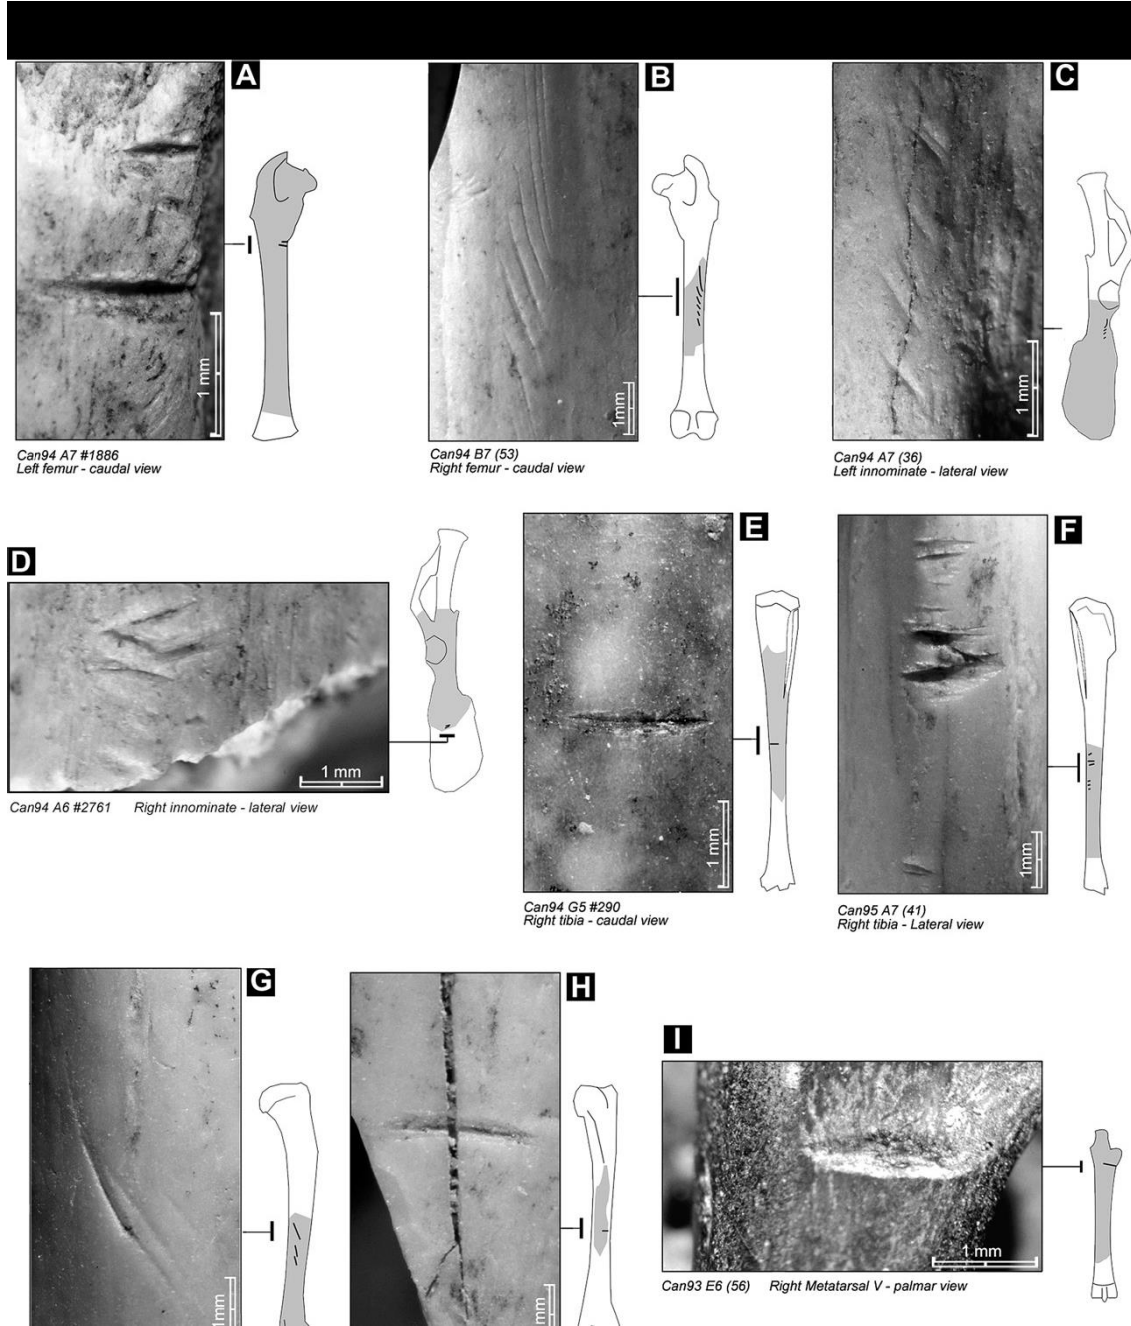 A
B
C
1 mm
1mm
1 mm
Can94 A7 #1886
Left femur - caudal view
Can94 B7 (53)
Right femur - caudal view
Can94 A7 (36)
Left innominate - lateral view
D
E
F
1 mm
Can94 A6 #2761 Right innominate - lateral view
1 mm
1mm
Can94 G5 #290
Right tibia - caudal view
Can95 A7 (41)
Right tibia - Lateral view
G
H
I
1 mm
Can93 E6 (56) Right Metatarsal V - palmar view
mm
mm